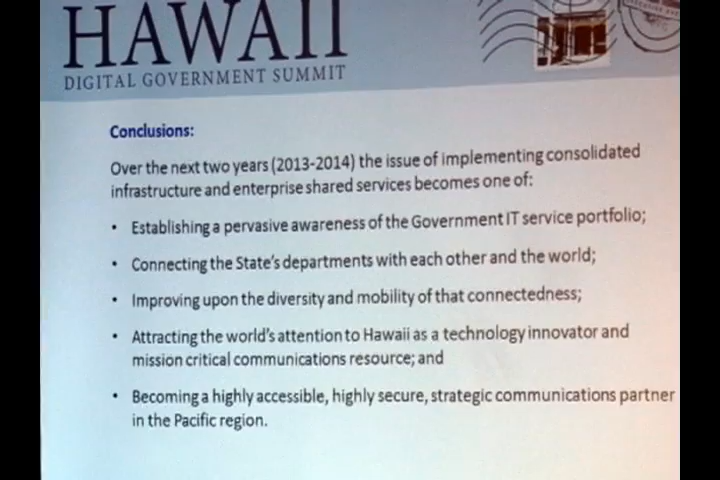 HAWAII
DIGITAL GOVERNMENT SUMMIT
Conclusions:
Over the next two years (2013-2014) the issue of implementing consolidated
infrastructure and enterprise shared services becomes one of:
• Establishing a pervasive awareness of the Government IT service portfolio;
• Connecting the State's departments with each other and the world;
• Improving upon the diversity and mobility of that connectedness;
• Attracting the world's attention to Hawaii as a technology innovator and
mission critical communications resource; and
• Becoming a highly accessible, highly secure, strategic communications partner
in the Pacific region.